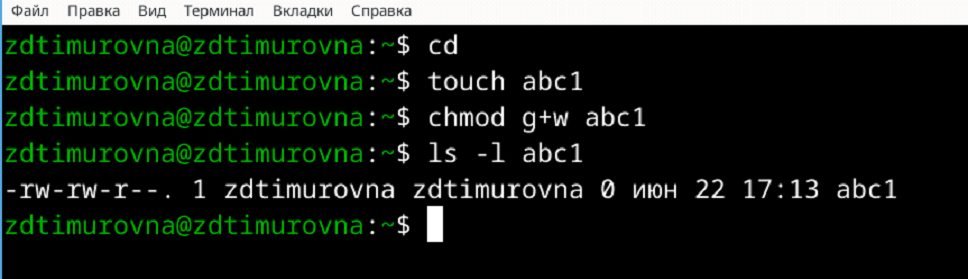 Файл Правка Вид Терминал Вкладки Справка
zdtimurovna@zdtimurovna:~$ cd
zdtimurovna@zdtimurovna:~$ touch abc1
zdtimurovna@zdtimurovna:~$ chmod g+w abc1
zdtimurovna@zdtimurovna:~$ ls -l abc1
-rw-rw-r--. 1 zdtimurovna zdtimurovna 0 июн 22 17:13 abc1
zdtimurovna@zdtimurovna:~$